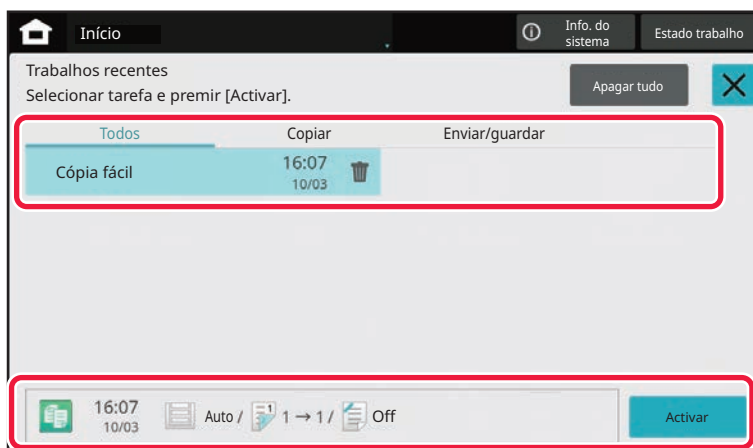 Início
Info. do
sistema
Estado trabalho
Trabalhos recentes
Selecionar tarefa e premir [Activar].
Apagar tudo
Todos Copiar Enviar/guardar
Cópia fácil 16:07
10/03
16:07
10/03
Auto / 1 1 → 1 / Off
Activar